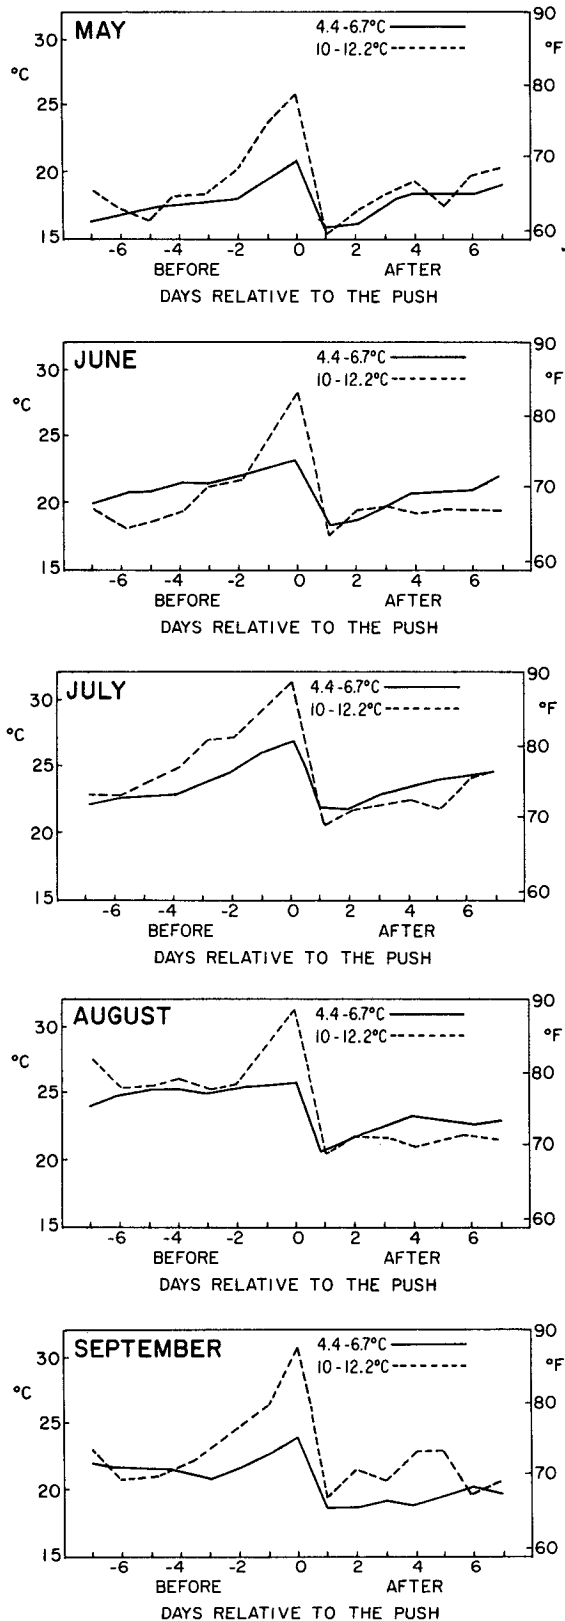 MAY
4.4-6.7°C
10-12.2°C
°C
°F
30
25
20
15
90
80
70
60
-6 -4 -2 0 2 4 6
BEFORE AFTER
DAYS RELATIVE TO THE PUSH
JUNE
4.4-6.7°C
10-12.2°C
°C
°F
30
25
20
15
90
80
70
60
-6 -4 -2 0 2 4 6
BEFORE AFTER
DAYS RELATIVE TO THE PUSH
JULY
4.4-6.7°C
10-12.2°C
°C
°F
30
25
20
15
90
80
70
60
-6 -4 -2 0 2 4 6
BEFORE AFTER
DAYS RELATIVE TO THE PUSH
AUGUST
4.4-6.7°C
10-12.2°C
°C
°F
30
25
20
15
90
80
70
60
-6 -4 -2 0 2 4 6
BEFORE AFTER
DAYS RELATIVE TO THE PUSH
SEPTEMBER
4.4-6.7°C
10-12.2°C
°C
°F
30
25
20
15
90
80
70
60
-6 -4 -2 0 2 4 6
BEFORE AFTER
DAYS RELATIVE TO THE PUSH